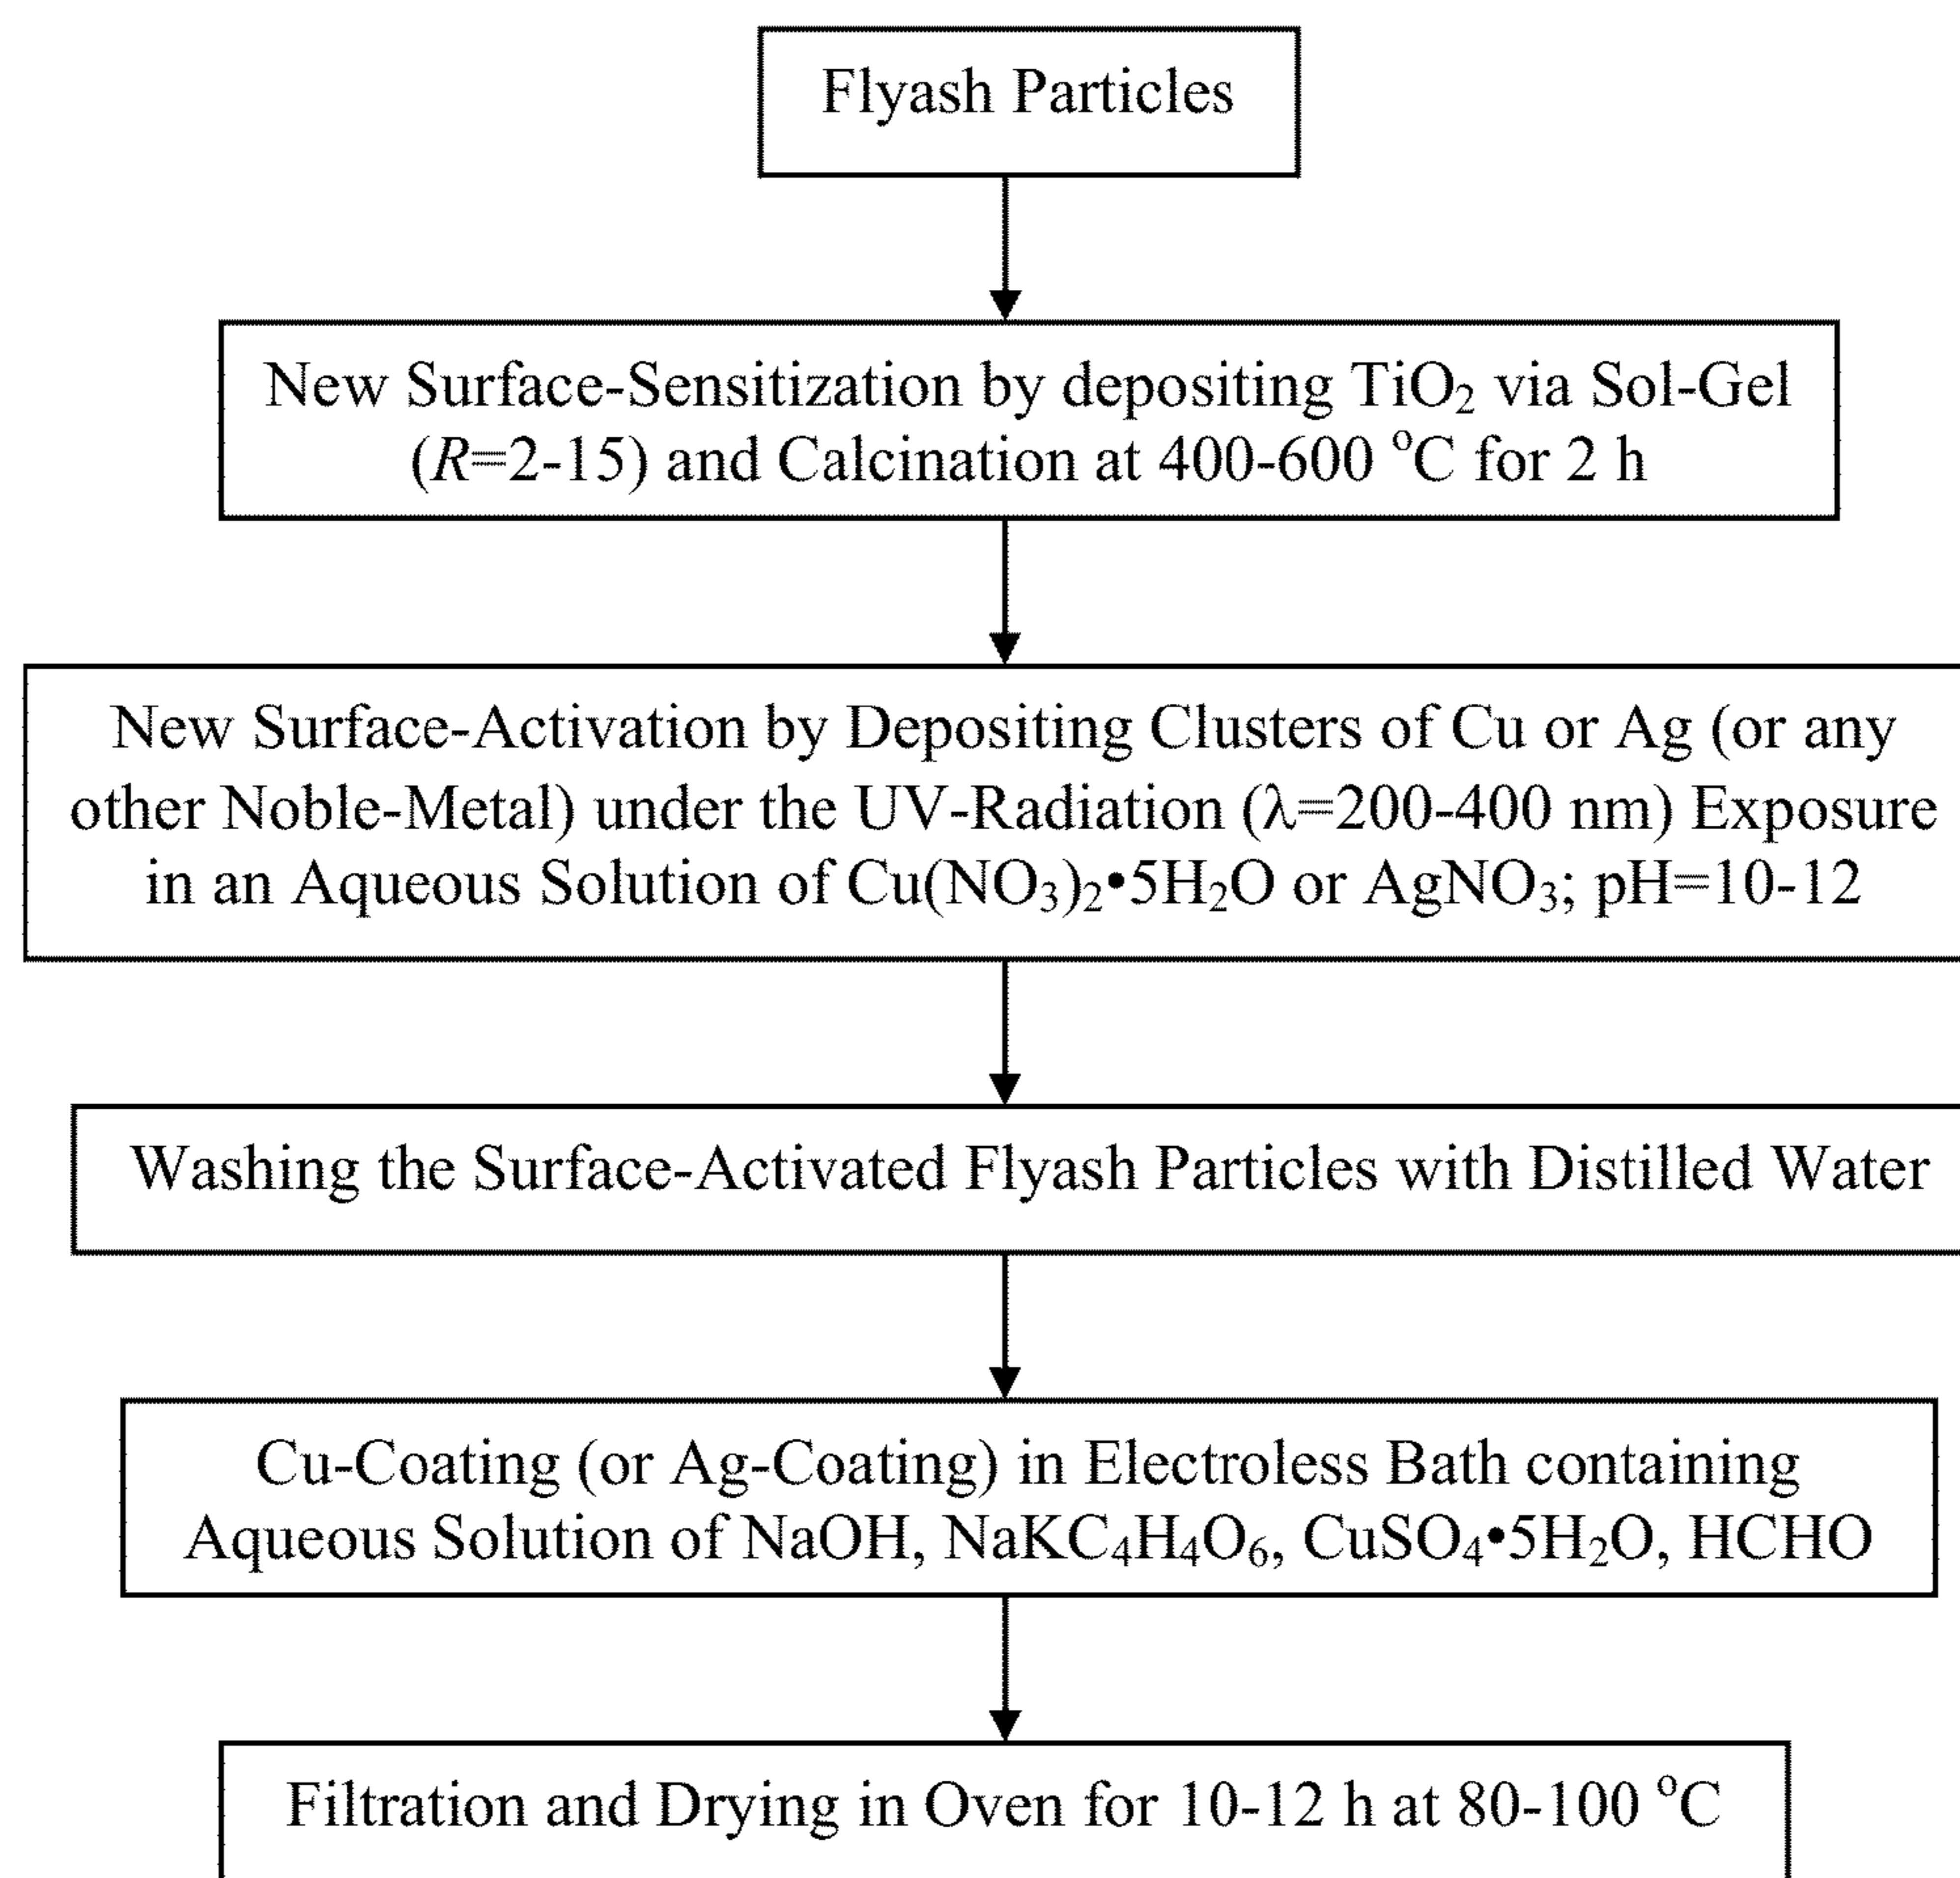 Flyash Particles
New Surface-Sensitization by depositing TiO₂ via Sol-Gel
(R=2-15) and Calcination at 400-600 °C for 2 h
New Surface-Activation by Depositing Clusters of Cu or Ag (or any
other Noble-Metal) under the UV-Radiation (λ=200-400 nm) Exposure
in an Aqueous Solution of Cu(NO₃)₂•5H₂O or AgNO₃; pH=10-12
Washing the Surface-Activated Flyash Particles with Distilled Water
Cu-Coating (or Ag-Coating) in Electroless Bath containing
Aqueous Solution of NaOH, NaKC₄H₄O₆, CuSO₄•5H₂O, HCHO
Filtration and Drying in Oven for 10-12 h at 80-100 °C